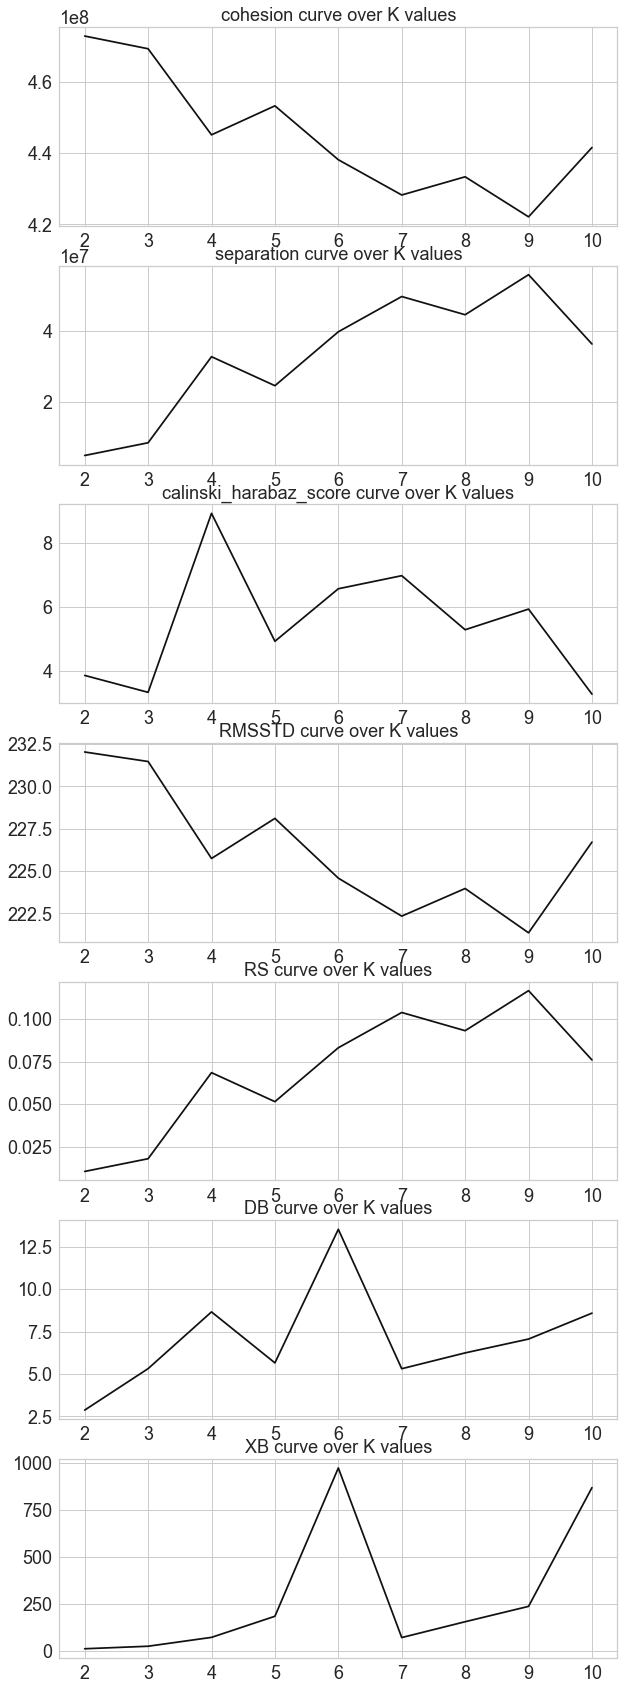 cohesion curve over K values
1e8
4.6
4.4
4.2
2 3 4 5 6 7 8 9 10
separation curve over K values
1e7
4
2
2 3 4 5 6 7 8 9 10
calinski_harabaz_score curve over K values
8
6
4
2 3 4 5 6 7 8 9 10
RMSSTD curve over K values
232.5
230.0
227.5
225.0
222.5
2 3 4 5 6 7 8 9 10
RS curve over K values
0.100
0.075
0.050
0.025
2 3 4 5 6 7 8 9 10
DB curve over K values
12.5
10.0
7.5
5.0
2.5
2 3 4 5 6 7 8 9 10
XB curve over K values
1000
750
500
250
0
2 3 4 5 6 7 8 9 10